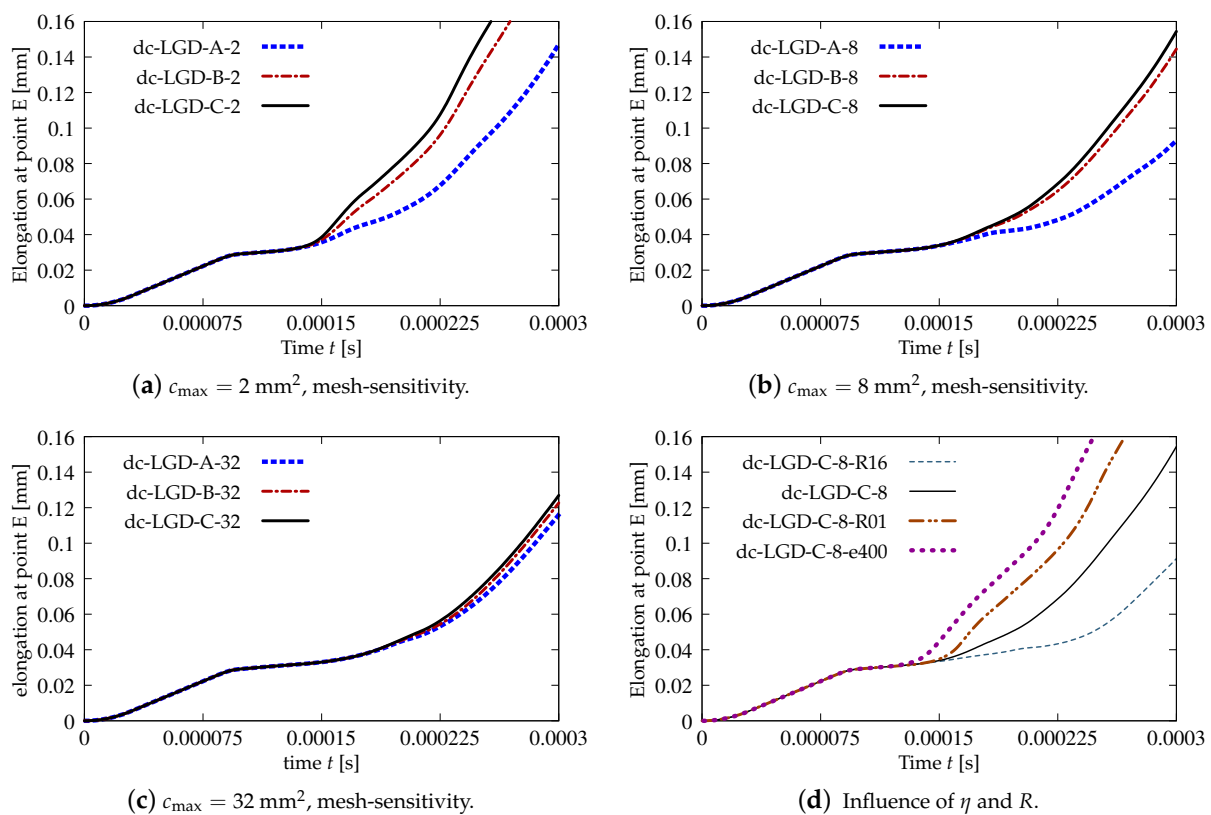 Elongation at point E [mm]
0.16
0.14
0.12
0.1
0.08
0.06
0.04
0.02
0
dc-LGD-A-2
dc-LGD-B-2
dc-LGD-C-2
0 0.000075 0.00015 0.000225 0.0003
Time t [s]
(a) cmax = 2 mm², mesh-sensitivity.
Elongation at point E [mm]
0.16
0.14
0.12
0.1
0.08
0.06
0.04
0.02
0
dc-LGD-A-8
dc-LGD-B-8
dc-LGD-C-8
0 0.000075 0.00015 0.000225 0.0003
Time t [s]
(b) cmax = 8 mm², mesh-sensitivity.
elongation at point E [mm]
0.16
0.14
0.12
0.1
0.08
0.06
0.04
0.02
0
dc-LGD-A-32
dc-LGD-B-32
dc-LGD-C-32
0 0.000075 0.00015 0.000225 0.0003
time t [s]
(c) cmax = 32 mm², mesh-sensitivity.
Elongation at point E [mm]
0.16
0.14
0.12
0.1
0.08
0.06
0.04
0.02
0
dc-LGD-C-8-R16
dc-LGD-C-8
dc-LGD-C-8-R01
dc-LGD-C-8-e400
0 0.000075 0.00015 0.000225 0.0003
Time t [s]
(d) Influence of η and R.